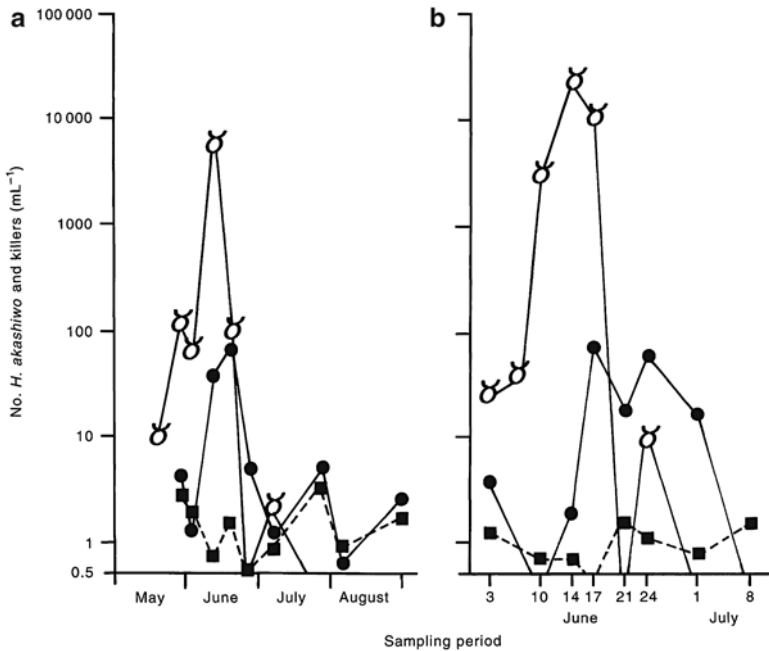 a
b
100 000
10 000
1000
100
10
1
0.5
No. H. akashiwo and killers (mL⁻¹)
May June July August
3 10 14 17 21 24 1 8
June July
Sampling period